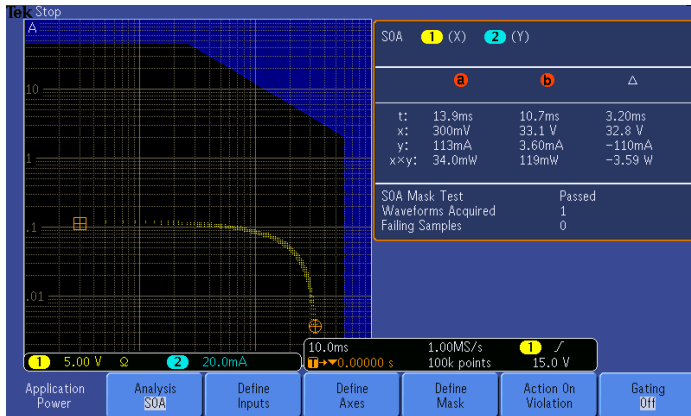 Tek Stop
A
10
1
.1
.01
SOA 1 (X) 2 (Y)
a b △
t: 13.9ms 10.7ms 3.20ms
x: 300mV 33.1 V 32.8 V
y: 113mA 3.60mA −110mA
x×y: 34.0mW 119mW −3.59 W
SOA Mask Test Passed
Waveforms Acquired 1
Failing Samples 0
1 5.00 V Ω 2 20.0mA
10.0ms 1.00MS/s 1 ∫
T→▼0.00000 s 100k points 15.0 V
Application Power
Analysis SOA
Define Inputs
Define Axes
Define Mask
Action On Violation
Gating Off